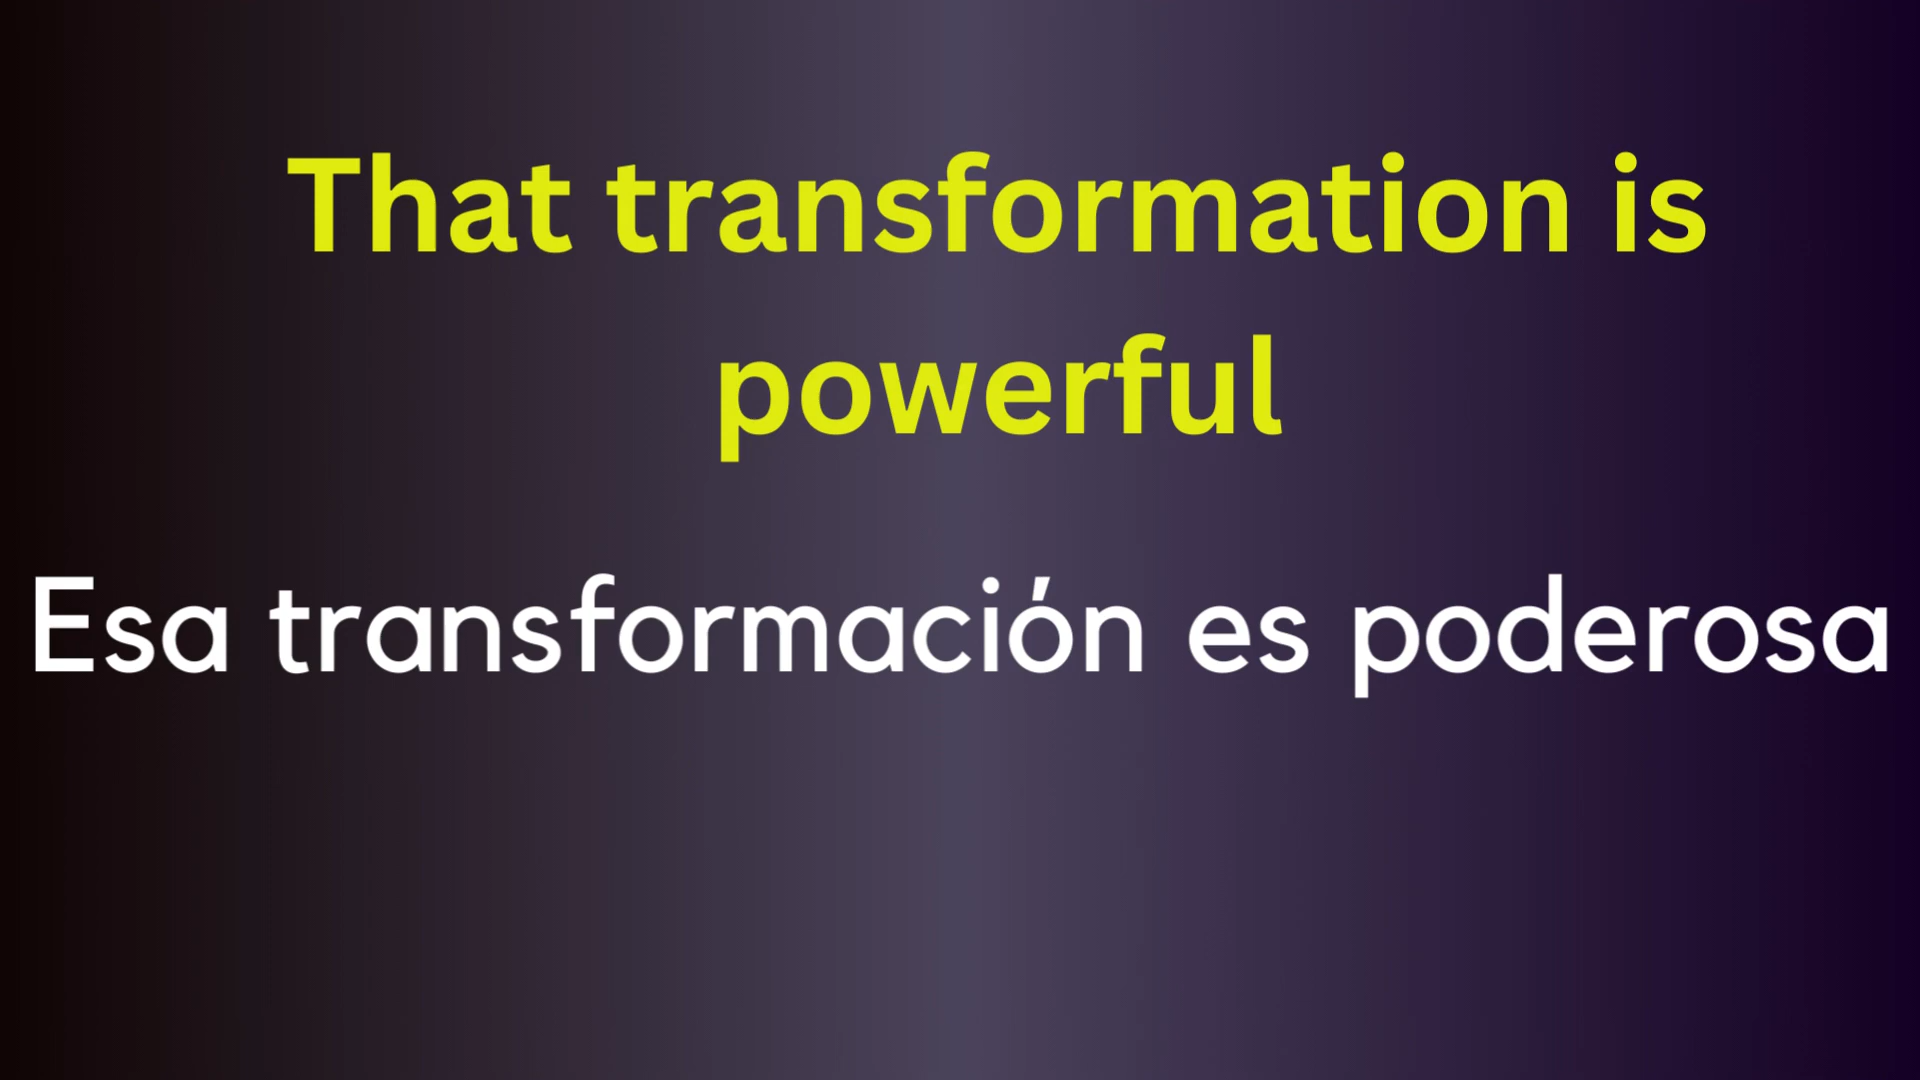 That transformation is
powerful
Esa transformación es poderosa